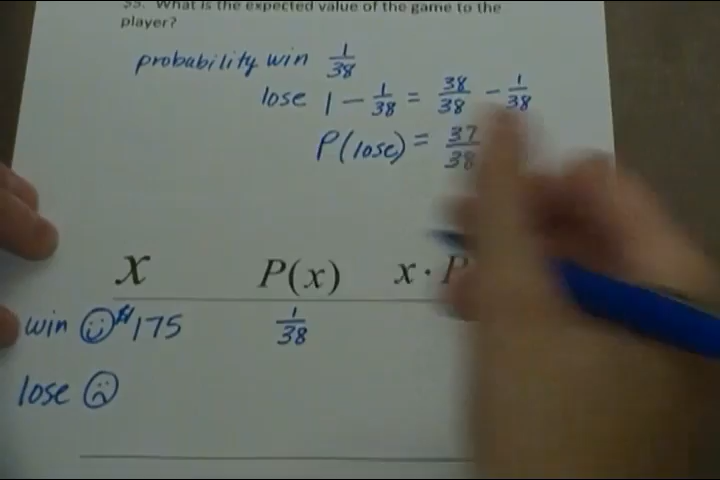 What is the expected value of the game to the
player?
probability win 1/38
lose 1 - 1/38 = 38/38 - 1/38
P(lose) = 37/38
x P(x) x · P
win $175 1/38
lose